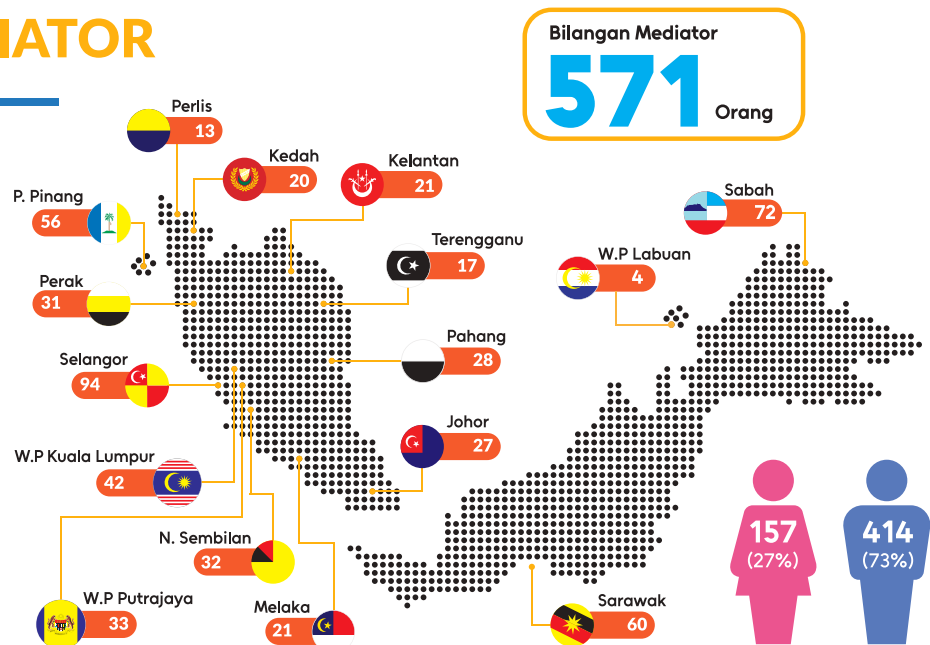 IATOR
Bilangan Mediator
571 Orang
Perlis
13
Kedah
20
Kelantan
21
P. Pinang
56
Sabah
72
Terengganu
17
W.P Labuan
4
Perak
31
Pahang
28
Selangor
94
Johor
27
W.P Kuala Lumpur
42
N. Sembilan
32
W.P Putrajaya
33
Melaka
21
Sarawak
60
157
(27%)
414
(73%)